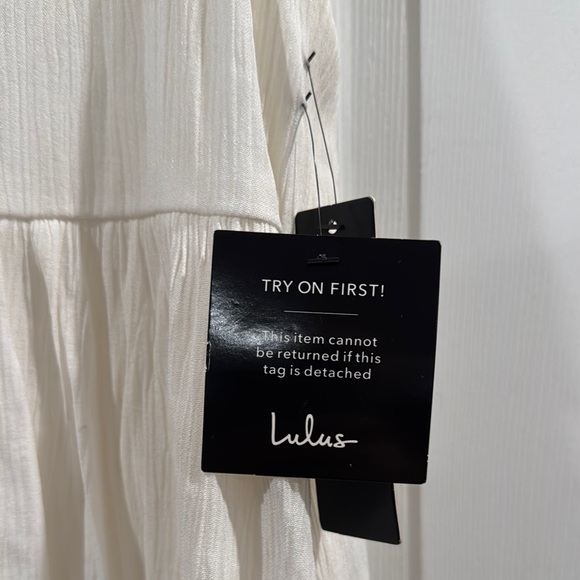 TRY ON FIRST!
This item cannot
be returned if this
tag is detached
Lulus